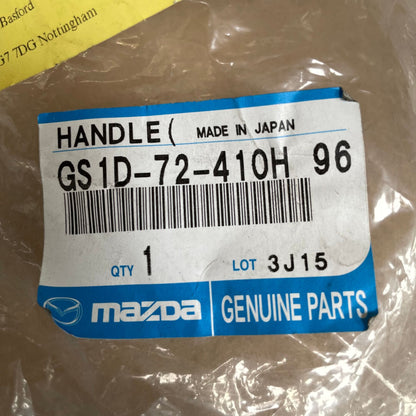 Basford
G7 7DG Nottingham
HANDLE( MADE IN JAPAN
GS1D-72-410H 96
QTY 1 LOT 3J15
mazda GENUINE PARTS